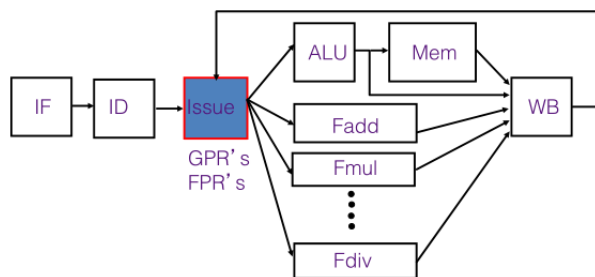 ALU
Mem
IF
ID
Issue
WB
Fadd
GPR's
FPR's
Fmul
Fdiv